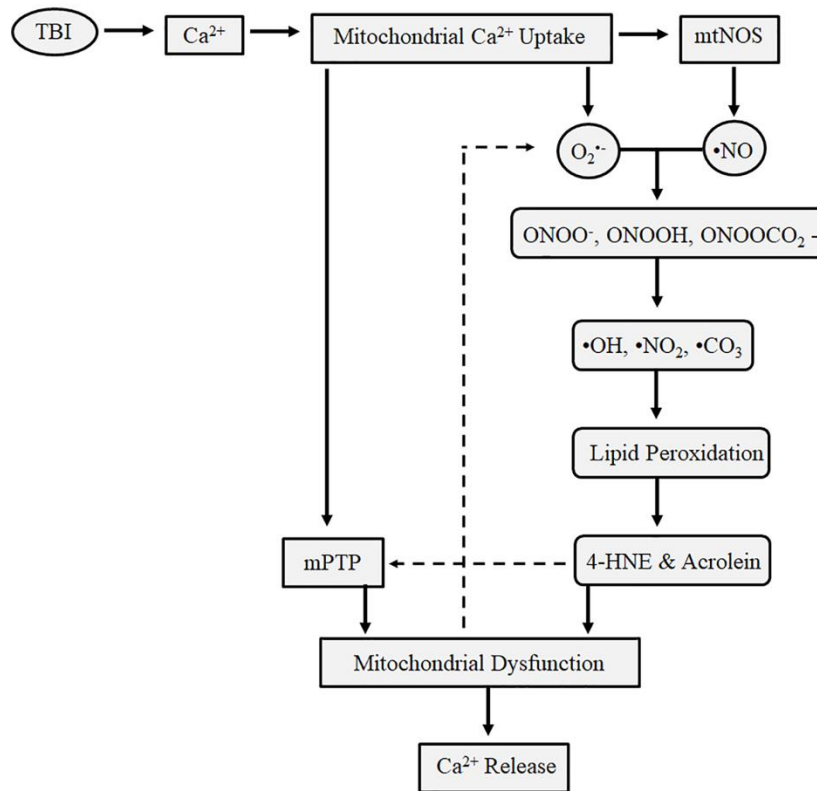 TBI
Ca²⁺
Mitochondrial Ca²⁺ Uptake
mtNOS
O₂•-
•NO
ONOO⁻, ONOOH, ONOOCO₂ -
•OH, •NO₂, •CO₃
Lipid Peroxidation
mPTP
4-HNE & Acrolein
Mitochondrial Dysfunction
Ca²⁺ Release